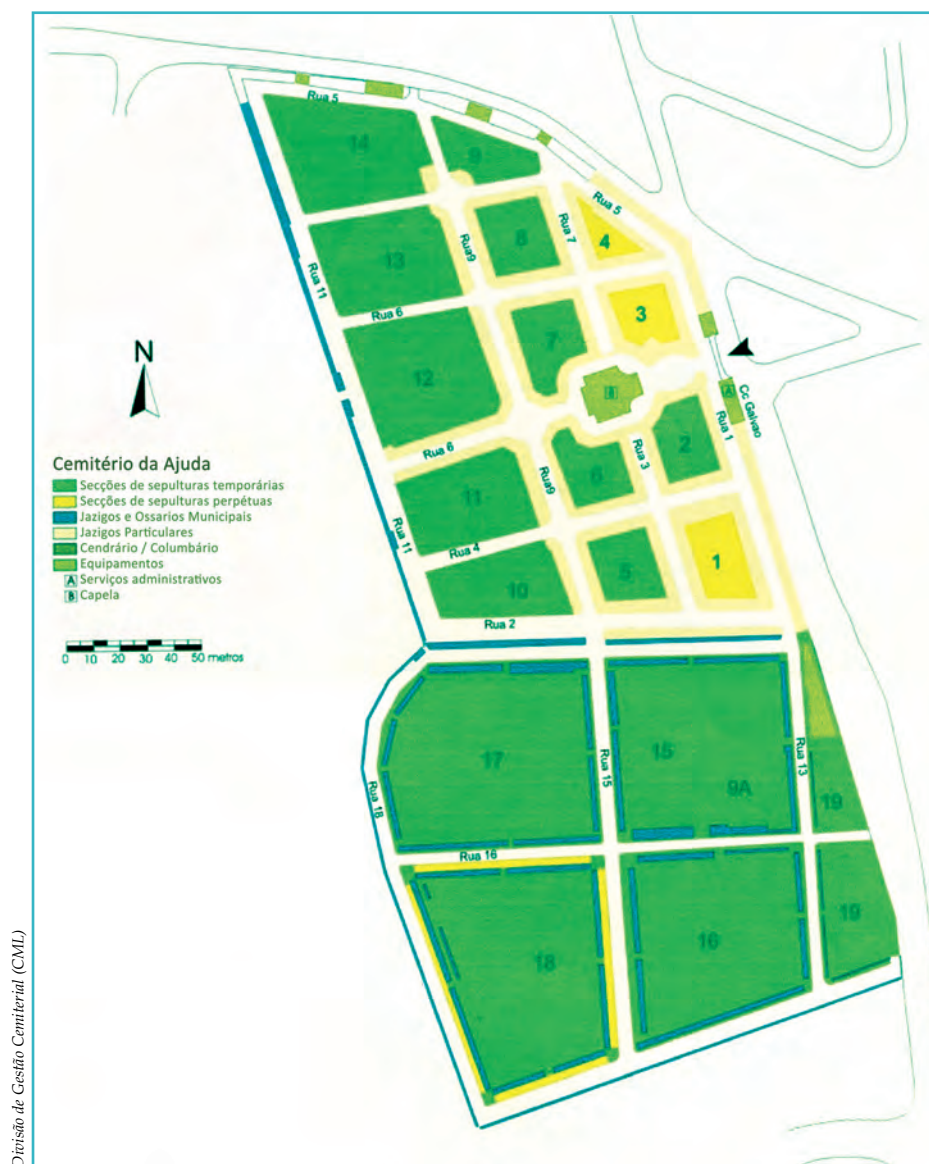 Rua 5
14
9
Rua 5
Rua 7
8
4
Rua9
13
Rua 11
3
Rua 6
7
N
12
B
A
Cc Galvao
Rua 1
2
Rua 3
6
Rua 6
Rua9
Cemitério da Ajuda
Secções de sepulturas temporárias
Secções de sepulturas perpétuas
Jazigos e Ossarios Municipais
Jazigos Particulares
Cendrário / Columbário
Equipamentos
A Serviços administrativos
B Capela
11
Rua 11
Rua 4
5
1
10
Rua 2
0 10 20 30 40 50 metros
17
15
Rua 15
Rua 13
9A
19
Rua 18
Rua 16
18
16
19
Divisão de Gestão Cemiterial (CML)